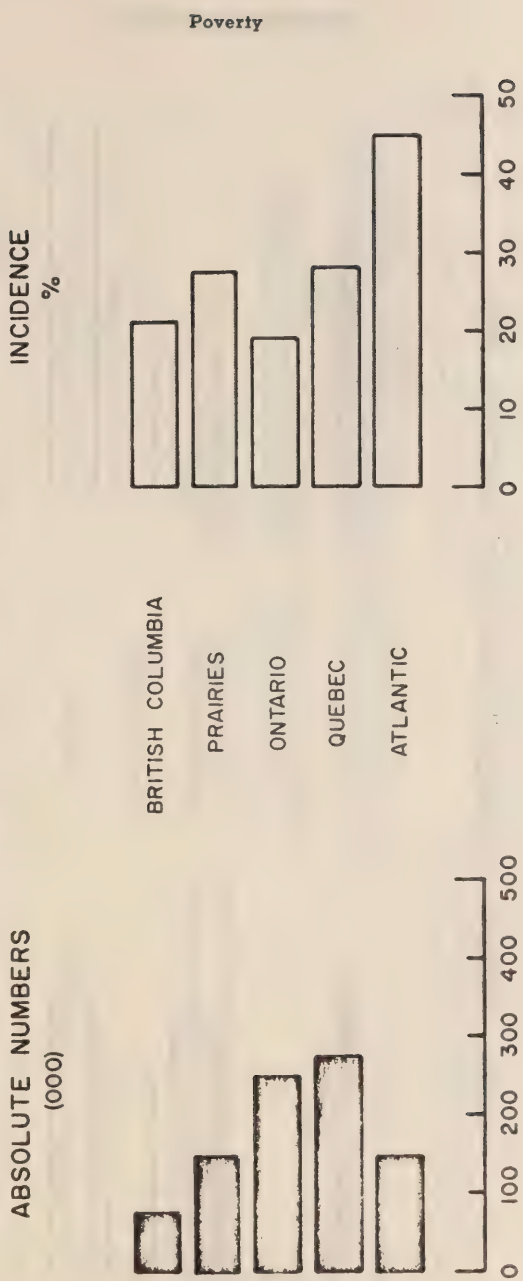 Poverty
ABSOLUTE NUMBERS
(000)
INCIDENCE
%
BRITISH COLUMBIA
PRAIRIES
ONTARIO
QUEBEC
ATLANTIC
0 100 200 300 400 500
0 10 20 30 40 50